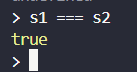 > s1 === s2
true
>